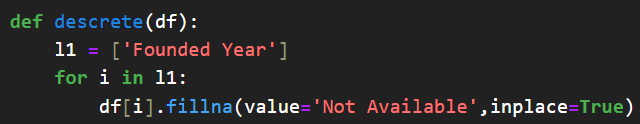 def descrete(df):
    l1 = ['Founded Year']
    for i in l1:
        df[i].fillna(value='Not Available',inplace=True)